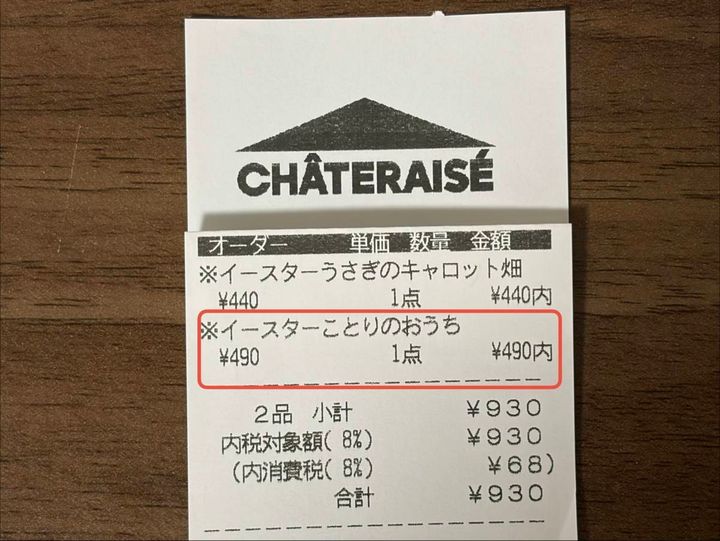 CHÂTERAISÉ
オーダー 単価 数量 金額
※イースターうさぎのキャロット畑
¥440 1点 ¥440内
※イースターことりのおうち
¥490 1点 ¥490内
2品 小計 ¥930
内税対象額( 8%) ¥930
(内消費税( 8%) ¥68)
合計 ¥930